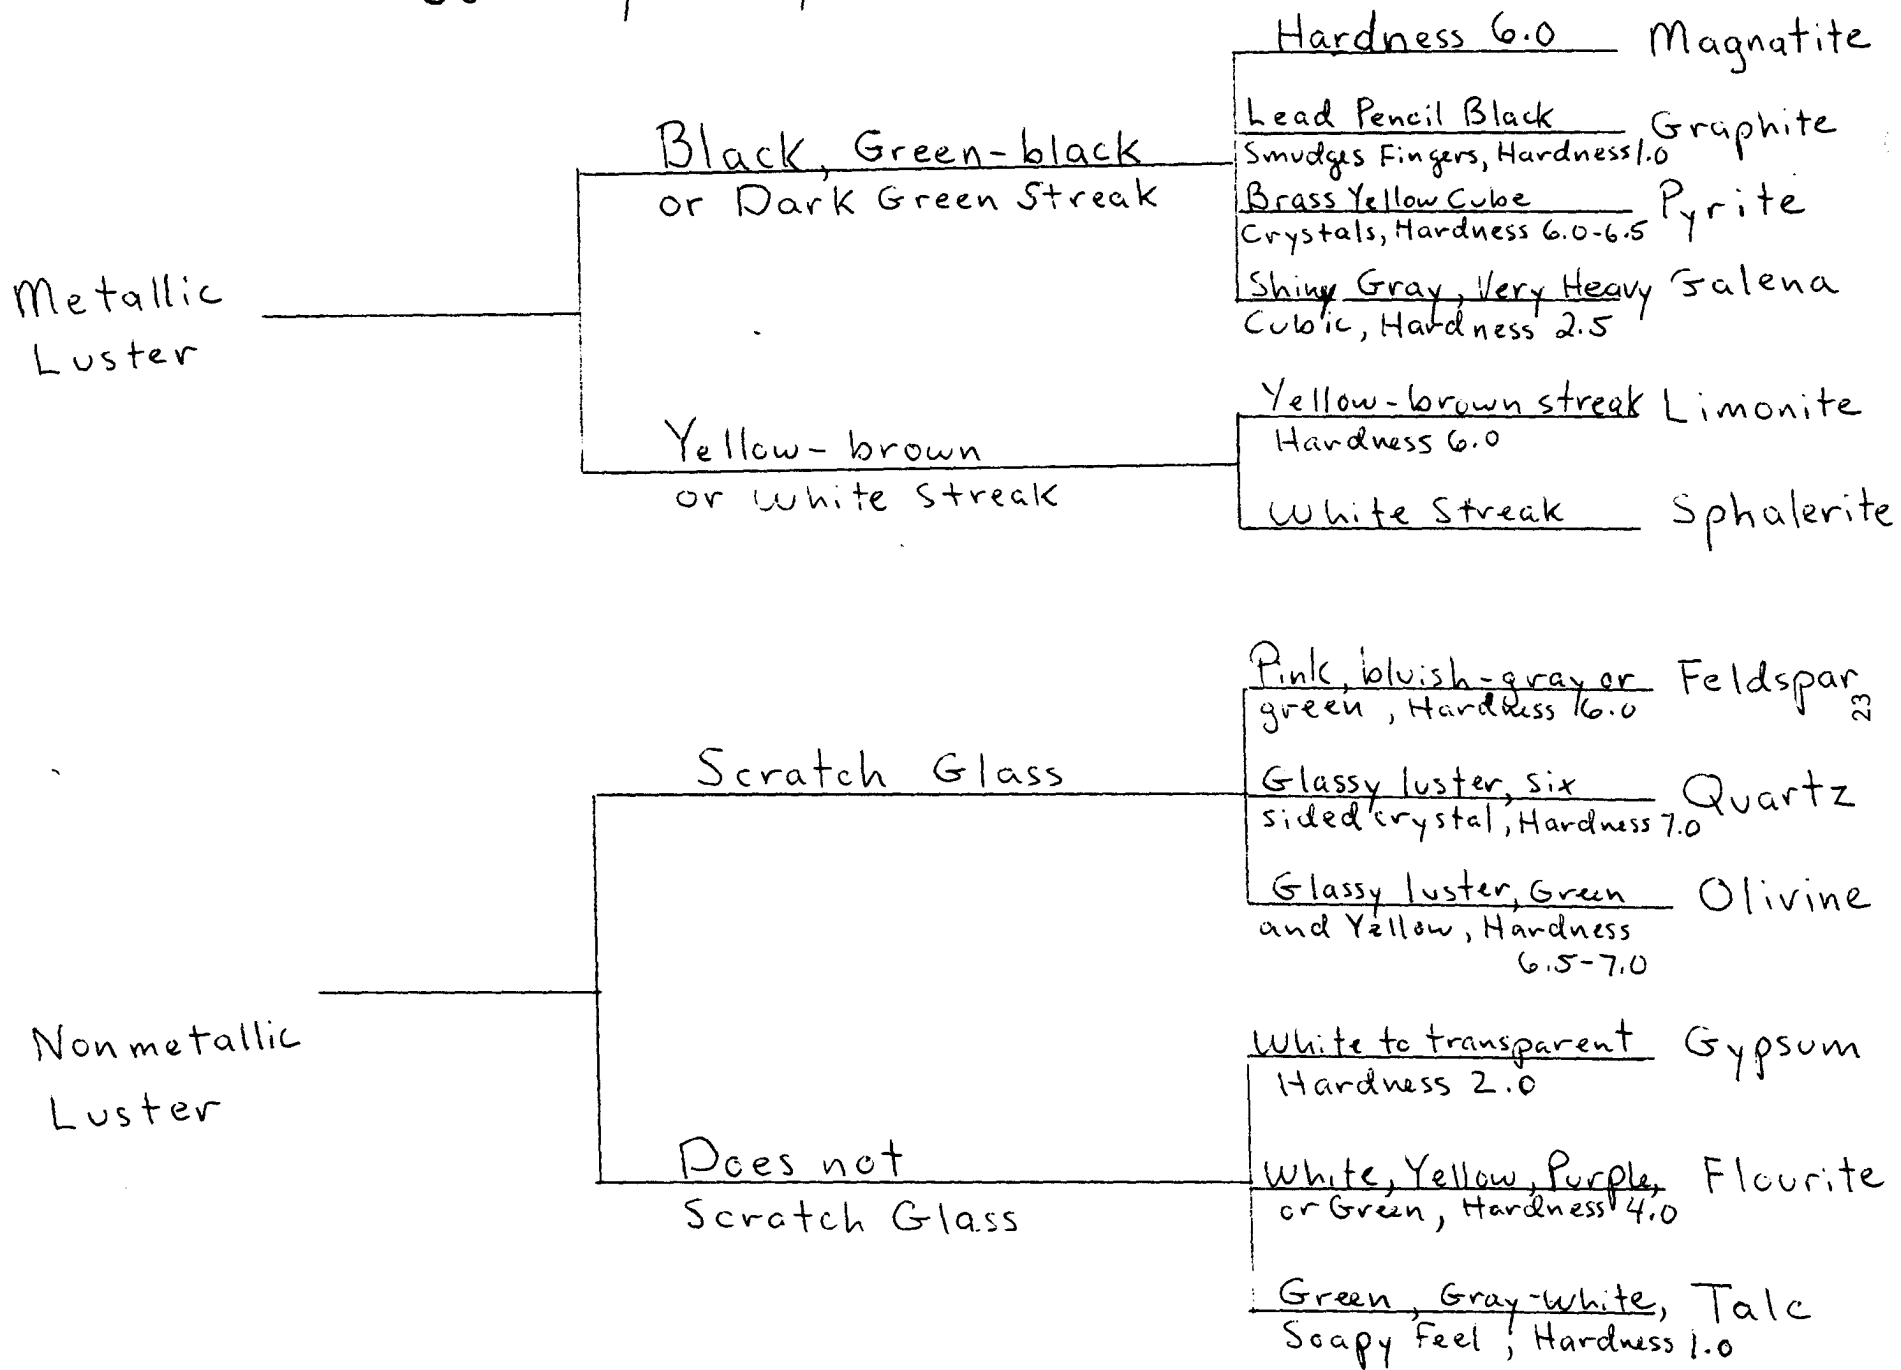 Hardness 6.0 Magnatite
Lead Pencil Black Graphite
Smudges Fingers, Hardness 1.0
Black, Green-black
or Dark Green Streak
Brass Yellow Cube Pyrite
Crystals, Hardness 6.0-6.5
Shiny Gray, Very Heavy Galena
Cubic, Hardness 2.5
Metallic
Luster
Yellow-brown streak Limonite
Hardness 6.0
Yellow-brown
or white Streak
White Streak Sphalerite
Pink, bluish-gray or Feldspar
green, Hardness 6.0
23
Scratch Glass
Glassy luster, six Quartz
sided crystal, Hardness 7.0
Glassy luster, Green Olivine
and Yellow, Hardness
6.5-7.0
Nonmetallic
Luster
White to transparent Gypsum
Hardness 2.0
Does not
Scratch Glass
White, Yellow, Purple, Flourite
or Green, Hardness 4.0
Green, Gray-white, Talc
Soapy Feel, Hardness 1.0